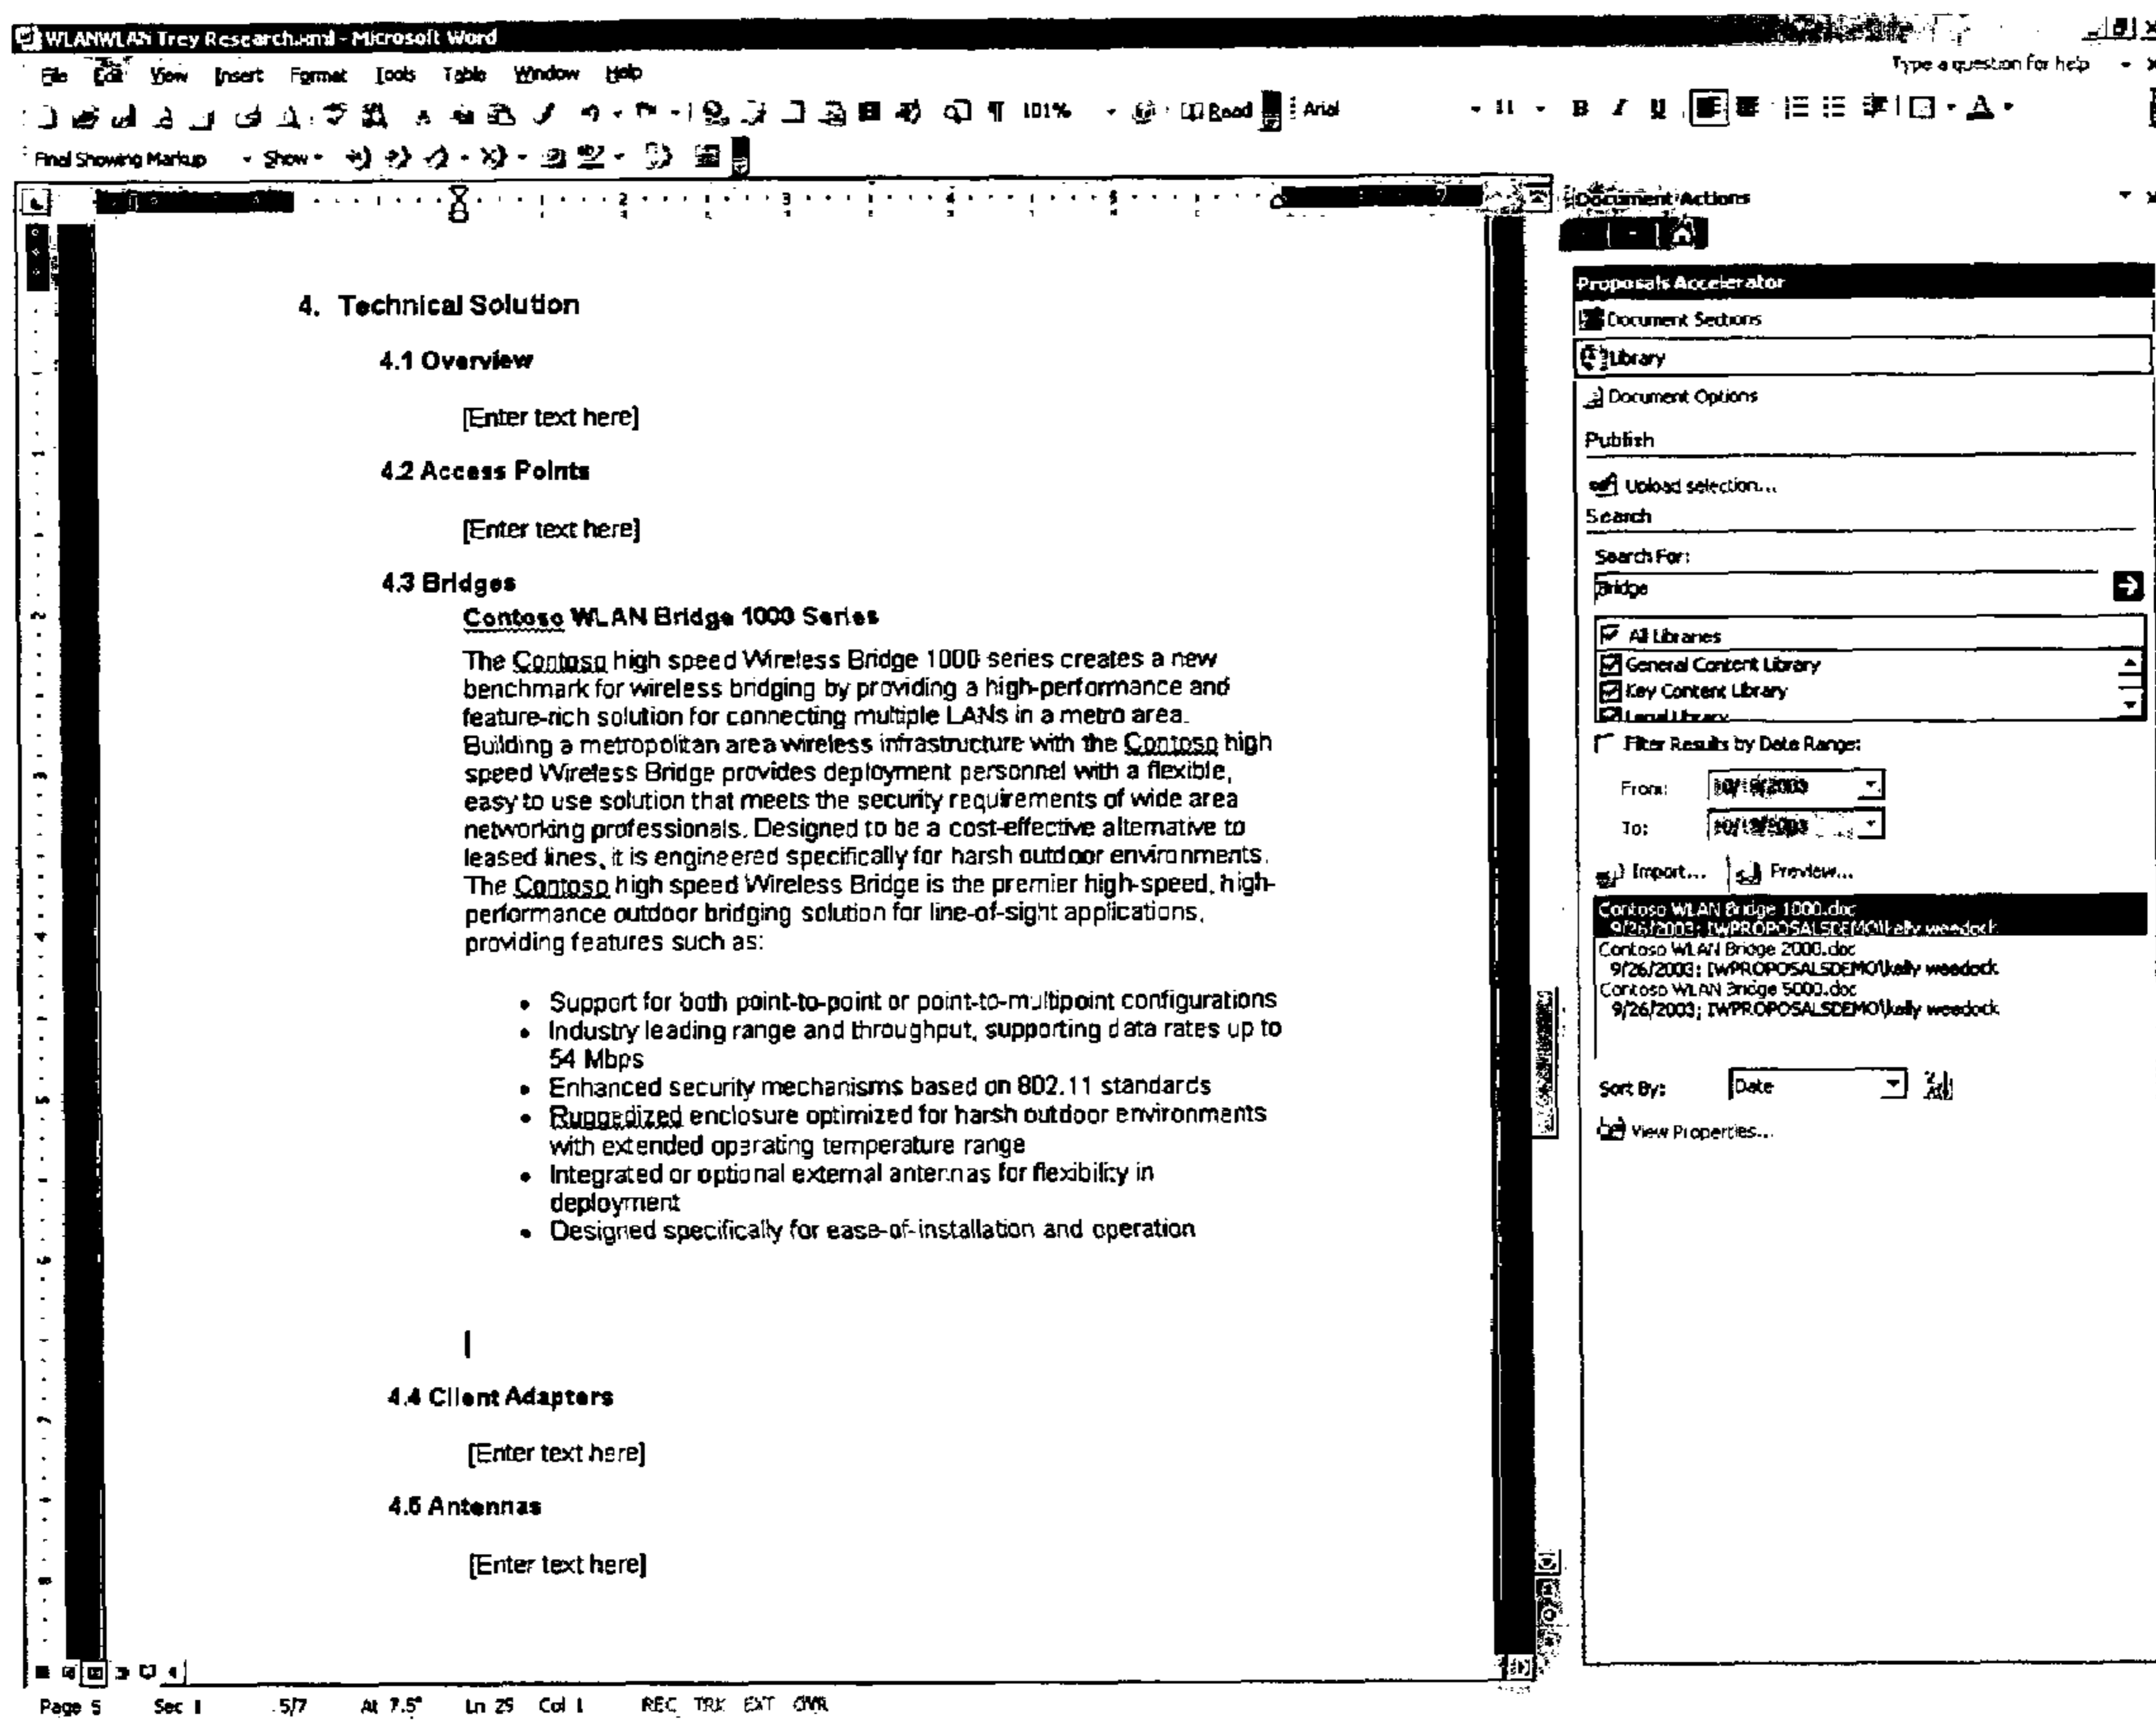 WLANWLAN Trey Research.xml - Microsoft Word
File Edit View Insert Format Tools Table Window Help
Type a question for help
101% Read Arial 11 B I U
Final Showing Markup Show
2 3 4 5 7
4. Technical Solution
4.1 Overview
[Enter text here]
4.2 Access Points
[Enter text here]
4.3 Bridges
Contoso WLAN Bridge 1000 Series
The Contoso high speed Wireless Bridge 1000 series creates a new
benchmark for wireless bridging by providing a high-performance and
feature-rich solution for connecting multiple LANs in a metro area.
Building a metropolitan area wireless infrastructure with the Contoso high
speed Wireless Bridge provides deployment personnel with a flexible,
easy to use solution that meets the security requirements of wide area
networking professionals. Designed to be a cost-effective alternative to
leased lines, it is engineered specifically for harsh outdoor environments.
The Contoso high speed Wireless Bridge is the premier high-speed, high-
performance outdoor bridging solution for line-of-sight applications,
providing features such as:
• Support for both point-to-point or point-to-multipoint configurations
• Industry leading range and throughput, supporting data rates up to
54 Mbps
• Enhanced security mechanisms based on 802.11 standards
• Ruggedized enclosure optimized for harsh outdoor environments
with extended operating temperature range
• Integrated or optional external antennas for flexibility in
deployment
• Designed specifically for ease-of-installation and operation
4.4 Client Adapters
[Enter text here]
4.5 Antennas
[Enter text here]
Document Actions
Proposals Accelerator
Document Sections
Library
Document Options
Publish
Upload selection...
Search
Search For:
Bridge
All Libraries
General Content Library
Key Content Library
Legal Library
Filter Results by Date Range:
From:
To:
Import... Preview...
Contoso WLAN Bridge 1000.doc
9/26/2003; IWPROPOSALSDEMO\kelly weadock
Contoso WLAN Bridge 2000.doc
9/26/2003; IWPROPOSALSDEMO\kelly weadock
Contoso WLAN Bridge 5000.doc
9/26/2003; IWPROPOSALSDEMO\kelly weadock
Sort By: Date
View Properties...
Page 5 Sec 1 5/7 At 7.5" Ln 29 Col 1 REC TRK EXT OVR